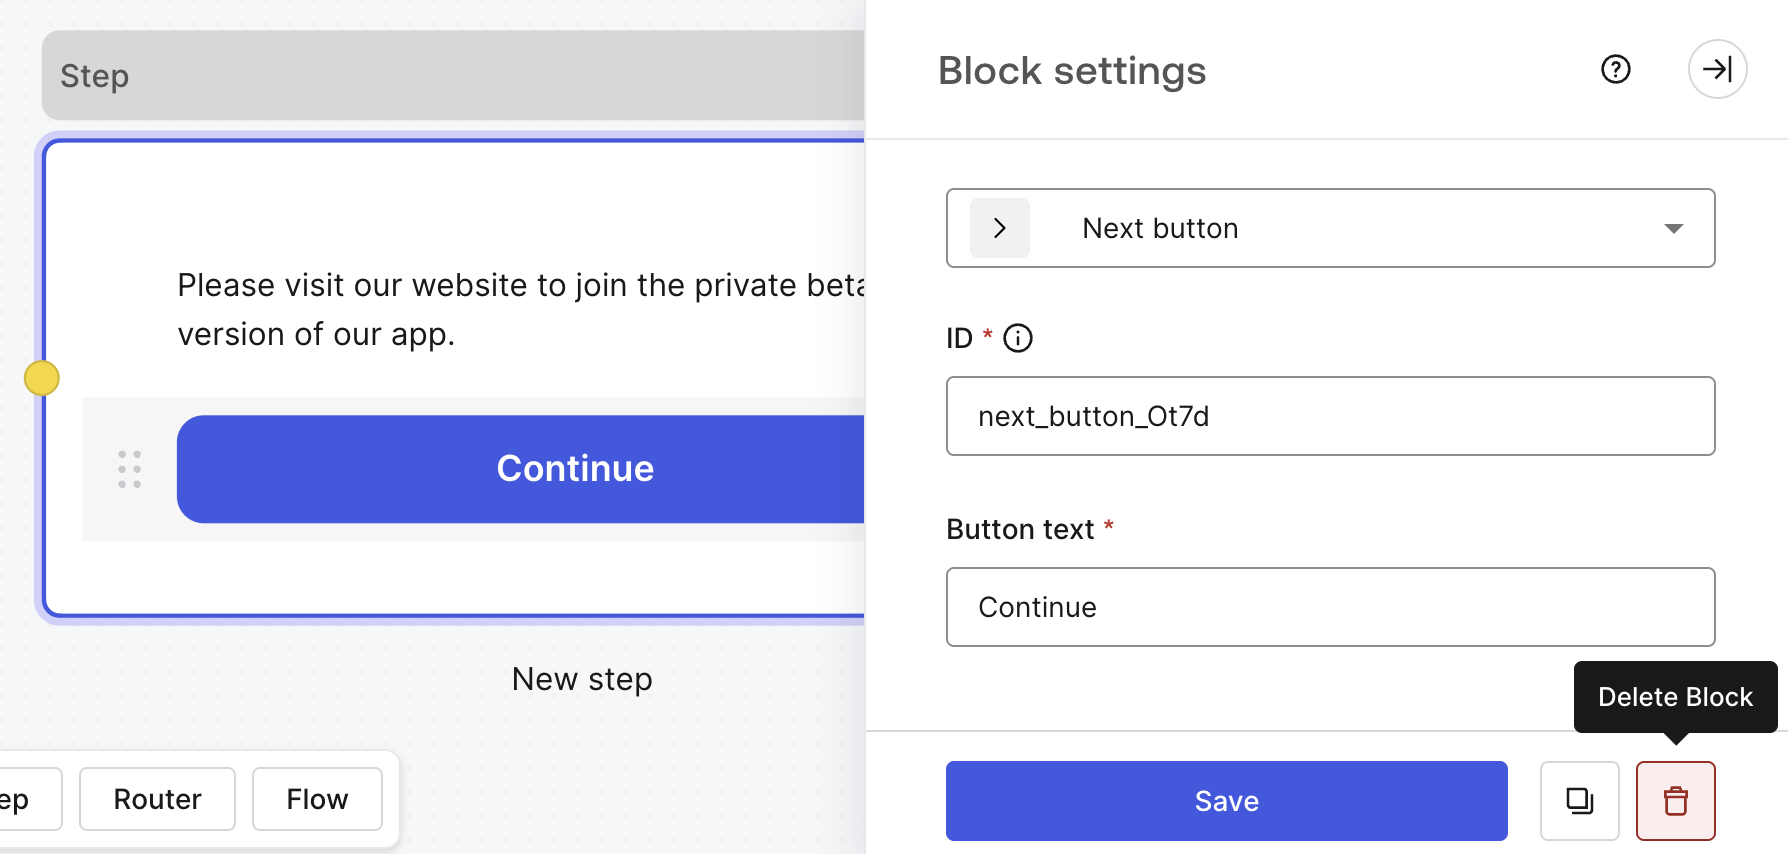 Step
Please visit our website to join the private beta
version of our app.
Continue
New step
ep
Router
Flow
Block settings
Next button
ID *
next_button_Ot7d
Button text *
Continue
Delete Block
Save